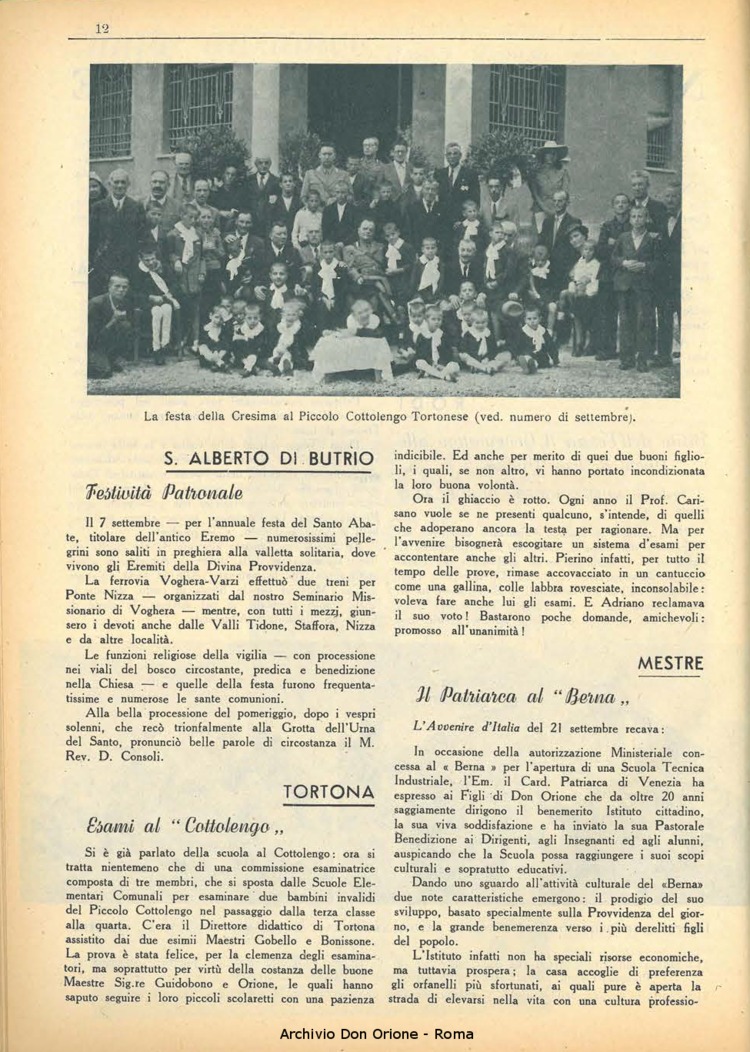 12
La festa della Cresima al Piccolo Cottolengo Tortonese (ved. numero di settembre).
S. ALBERTO DI BUTRIO
Festività Patronale
Il 7 settembre — per l'annuale festa del Santo Aba-
te, titolare dell'antico Eremo — numerosissimi pelle-
grini sono saliti in preghiera alla valletta solitaria, dove
vivono gli Eremiti della Divina Provvidenza.
La ferrovia Voghera-Varzi effettuò due treni per
Ponte Nizza — organizzati dal nostro Seminario Mis-
sionario di Voghera — mentre, con tutti i mezzi, giun-
sero i devoti anche dalle Valli Tidone, Staffora, Nizza
e da altre località.
Le funzioni religiose della vigilia — con processione
nei viali del bosco circostante, predica e benedizione
nella Chiesa — e quelle della festa furono frequenta-
tissime e numerose le sante comunioni.
Alla bella processione del pomeriggio, dopo i vespri
solenni, che recò trionfalmente alla Grotta dell'Urna
del Santo, pronunciò belle parole di circostanza il M.
Rev. D. Consoli.
TORTONA
Esami al “ Cottolengo „
Si è già parlato della scuola al Cottolengo: ora si
tratta nientemeno che di una commissione esaminatrice
composta di tre membri, che si sposta dalle Scuole Ele-
mentari Comunali per esaminare due bambini invalidi
del Piccolo Cottolengo nel passaggio dalla terza classe
alla quarta. C'era il Direttore didattico di Tortona
assistito dai due esimii Maestri Gobello e Bonissone.
La prova è stata felice, per la clemenza degli esamina-
tori, ma soprattutto per virtù della costanza delle buone
Maestre Sig.re Guidobono e Orione, le quali hanno
saputo seguire i loro piccoli scolaretti con una pazienza
indicibile. Ed anche per merito di quei due buoni figlio-
li, i quali, se non altro, vi hanno portato incondizionata
la loro buona volontà.
Ora il ghiaccio è rotto. Ogni anno il Prof. Cari-
sano vuole se ne presenti qualcuno, s'intende, di quelli
che adoperano ancora la testa per ragionare. Ma per
l'avvenire bisognerà escogitare un sistema d'esami per
accontentare anche gli altri. Pierino infatti, per tutto il
tempo delle prove, rimase accovacciato in un cantuccio
come una gallina, colle labbra rovesciate, inconsolabile:
voleva fare anche lui gli esami. E Adriano reclamava
il suo voto! Bastarono poche domande, amichevoli:
promosso all'unanimità!
MESTRE
Il Patriarca al “ Berna „
L'Avvenire d'Italia del 21 settembre recava:
In occasione della autorizzazione Ministeriale con-
cessa al « Berna » per l'apertura di una Scuola Tecnica
Industriale, l'Em. il Card. Patriarca di Venezia ha
espresso ai Figli di Don Orione che da oltre 20 anni
saggiamente dirigono il benemerito Istituto cittadino,
la sua viva soddisfazione e ha inviato la sua Pastorale
Benedizione ai Dirigenti, agli Insegnanti ed agli alunni,
auspicando che la Scuola possa raggiungere i suoi scopi
culturali e sopratutto educativi.
Dando uno sguardo all'attività culturale del «Berna»
due note caratteristiche emergono: il prodigio del suo
sviluppo, basato specialmente sulla Provvidenza del gior-
no, e la grande benemerenza verso i più derelitti figli
del popolo.
L'Istituto infatti non ha speciali risorse economiche,
ma tuttavia prospera; la casa accoglie di preferenza
gli orfanelli più sfortunati, ai quali pure è aperta la
strada di elevarsi nella vita con una cultura professio-
Archivio Don Orione - Roma